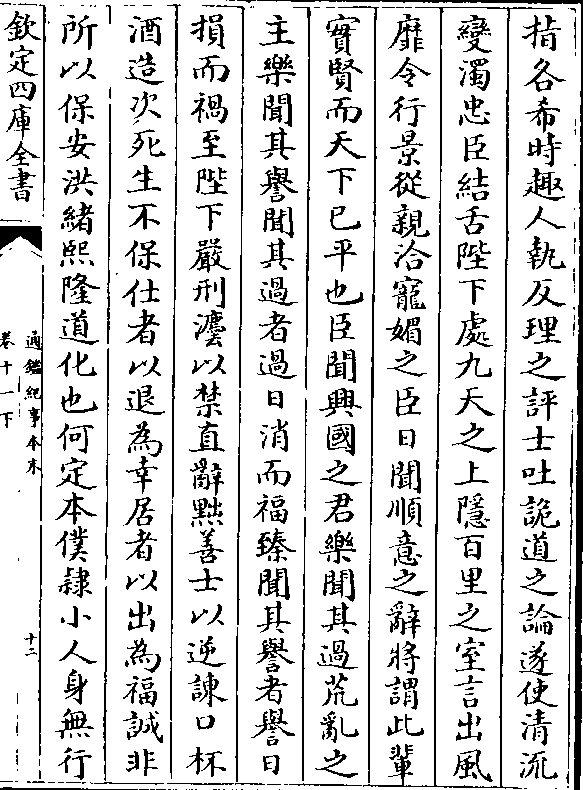 指各希時趣人執反理之評士吐詭道之論遂使清流
變濁忠臣結舌陛下處九天之上隱百里之室言出風
靡令行景從親洽寵媚之臣日聞順意之辭將謂此輩
實賢而天下已平也臣聞興國之君樂聞其過荒亂之
主樂聞其譽聞其過者過日消而福臻聞其譽者譽日
損而禍至陛下嚴刑灋以禁直辭黜善士以逆諫口杯
酒造次死生不保仕者以退為幸居者以出為福誠非
所以保安洪緒熙隆道化也何定本僕隸小人身無行
欽定四庫全書
通鑑紀事本末
卷十一下
十二